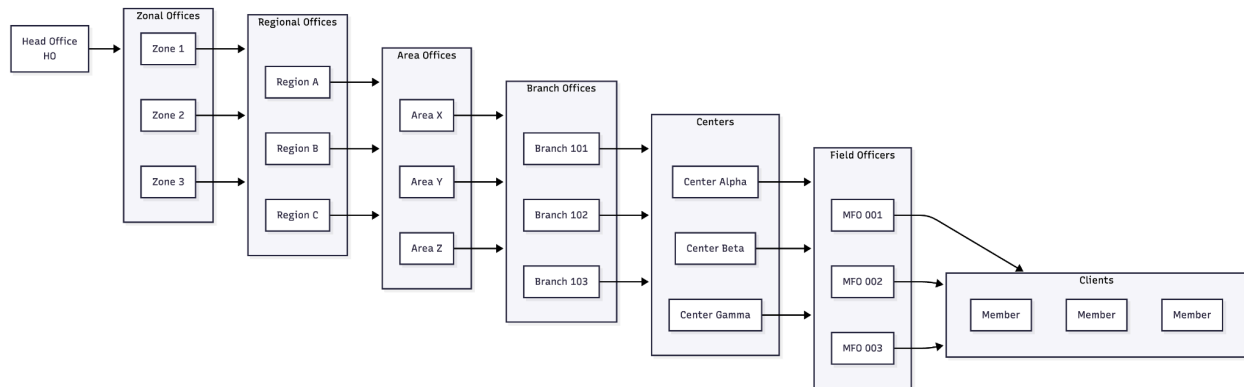 Head Office
HO
Zonal Offices
Zone 1
Zone 2
Zone 3
Regional Offices
Region A
Region B
Region C
Area Offices
Area X
Area Y
Area Z
Branch Offices
Branch 101
Branch 102
Branch 103
Centers
Center Alpha
Center Beta
Center Gamma
Field Officers
MFO 001
MFO 002
MFO 003
Clients
Member
Member
Member